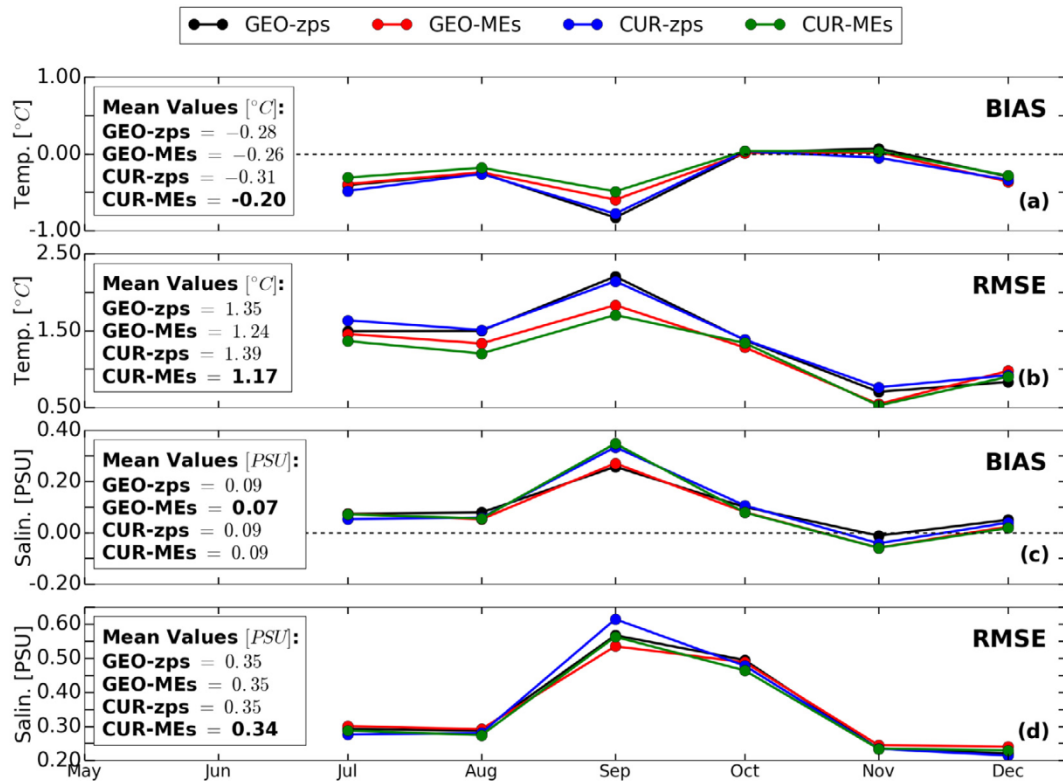 GEO-zps GEO-MEs CUR-zps CUR-MEs
1.00
0.00
-1.00
Temp. [°C]
Mean Values [°C]:
GEO-zps = −0.28
GEO-MEs = −0.26
CUR-zps = −0.31
CUR-MEs = -0.20
BIAS
(a)
2.50
1.50
0.50
Temp. [°C]
Mean Values [°C]:
GEO-zps = 1.35
GEO-MEs = 1.24
CUR-zps = 1.39
CUR-MEs = 1.17
RMSE
(b)
0.40
0.20
0.00
-0.20
Salin. [PSU]
Mean Values [PSU]:
GEO-zps = 0.09
GEO-MEs = 0.07
CUR-zps = 0.09
CUR-MEs = 0.09
BIAS
(c)
0.60
0.50
0.40
0.30
0.20
Salin. [PSU]
Mean Values [PSU]:
GEO-zps = 0.35
GEO-MEs = 0.35
CUR-zps = 0.35
CUR-MEs = 0.34
RMSE
(d)
May Jun Jul Aug Sep Oct Nov Dec